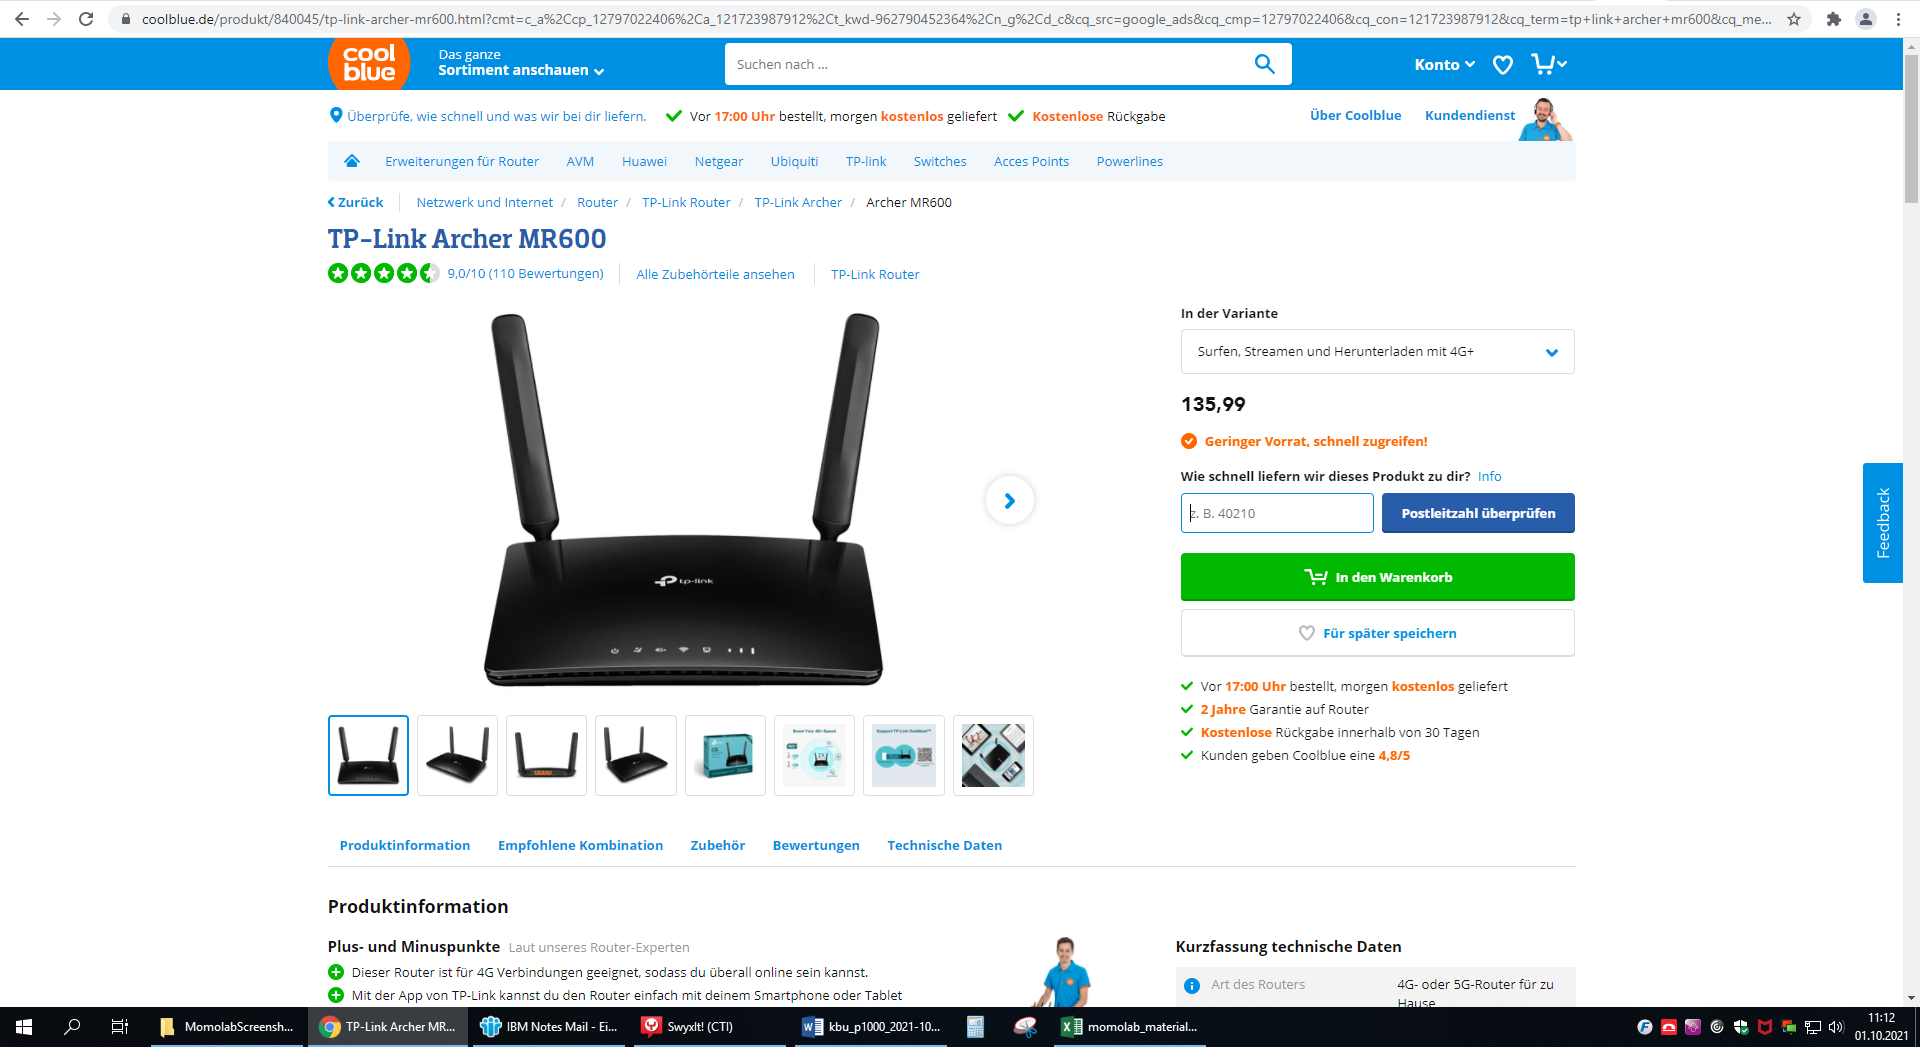 coolblue.de/produkt/840045/tp-link-archer-mr600.html?cmt=c_a%2Ccp_12797022406%2Ca_121723987912%2Ct_kwd-962790452364%2Cn_g%2Cd_c&cq_src=google_ads&cq_cmp=12797022406&cq_con=121723987912&cq_term=tp+link+archer+mr600&cq_me...
cool
blue
Das ganze
Sortiment anschauen
Suchen nach ...
Konto
Überprüfe, wie schnell und was wir bei dir liefern.
Vor 17:00 Uhr bestellt, morgen kostenlos geliefert
Kostenlose Rückgabe
Über Coolblue
Kundendienst
Erweiterungen für Router
AVM
Huawei
Netgear
Ubiquiti
TP-link
Switches
Acces Points
Powerlines
Zurück
Netzwerk und Internet / Router / TP-Link Router / TP-Link Archer / Archer MR600
TP-Link Archer MR600
9,0/10 (110 Bewertungen)
Alle Zubehörteile ansehen
TP-Link Router
tp-link
4G+
In der Variante
Surfen, Streamen und Herunterladen mit 4G+
135,99
Geringer Vorrat, schnell zugreifen!
Wie schnell liefern wir dieses Produkt zu dir? Info
z. B. 40210
Postleitzahl überprüfen
In den Warenkorb
Für später speichern
Vor 17:00 Uhr bestellt, morgen kostenlos geliefert
2 Jahre Garantie auf Router
Kostenlose Rückgabe innerhalb von 30 Tagen
Kunden geben Coolblue eine 4,8/5
Feedback
Boost Your 4G+ Speed
Support TP-Link OneMesh™
Produktinformation
Empfohlene Kombination
Zubehör
Bewertungen
Technische Daten
Produktinformation
Plus- und Minuspunkte Laut unseres Router-Experten
Dieser Router ist für 4G Verbindungen geeignet, sodass du überall online sein kannst.
Mit der App von TP-Link kannst du den Router einfach mit deinem Smartphone oder Tablet
Kurzfassung technische Daten
Art des Routers
4G- oder 5G-Router für zu
Hause
MomolabScreensh...
TP-Link Archer MR...
IBM Notes Mail - Ei...
SwyxIt! (CTI)
kbu_p1000_2021-10...
momolab_material...
11:12
01.10.2021